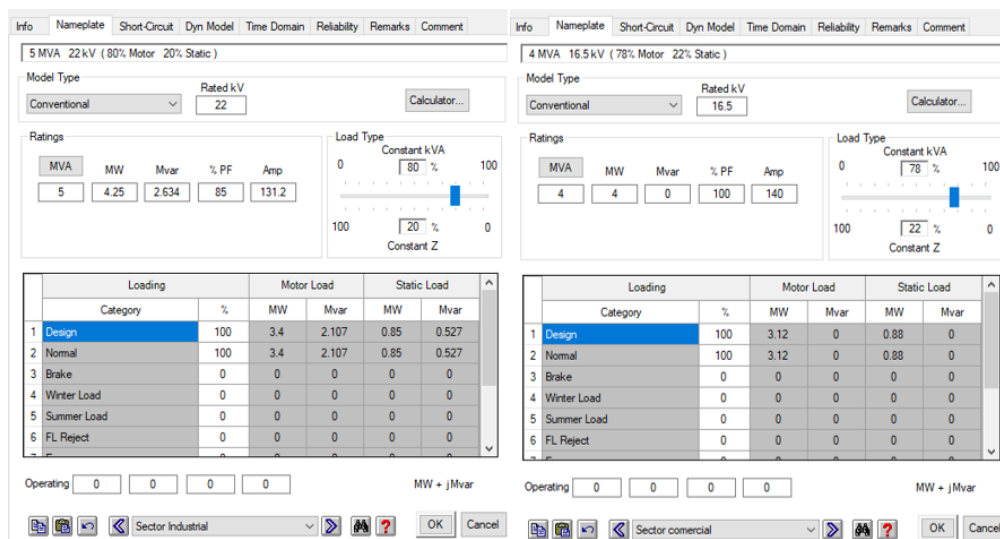 Info Nameplate Short-Circuit Dyn Model Time Domain Reliability Remarks Comment
5 MVA 22 kV ( 80% Motor 20% Static )
Model Type
Rated kV
Conventional 22 Calculator...
Ratings
MVA MW Mvar % PF Amp
5 4.25 2.634 85 131.2
Load Type
Constant kVA
0 80 % 100
100 20 % 0
Constant Z
Loading Motor Load Static Load
Category % MW Mvar MW Mvar
1 Design 100 3.4 2.107 0.85 0.527
2 Normal 100 3.4 2.107 0.85 0.527
3 Brake 0 0 0 0 0
4 Winter Load 0 0 0 0 0
5 Summer Load 0 0 0 0 0
6 FL Reject 0 0 0 0 0
Operating 0 0 0 0 MW + jMvar
Sector Industrial OK Cancel
Info Nameplate Short-Circuit Dyn Model Time Domain Reliability Remarks Comment
4 MVA 16.5 kV ( 78% Motor 22% Static )
Model Type
Rated kV
Conventional 16.5 Calculator...
Ratings
MVA MW Mvar % PF Amp
4 4 0 100 140
Load Type
Constant kVA
0 78 % 100
100 22 % 0
Constant Z
Loading Motor Load Static Load
Category % MW Mvar MW Mvar
1 Design 100 3.12 0 0.88 0
2 Normal 100 3.12 0 0.88 0
3 Brake 0 0 0 0 0
4 Winter Load 0 0 0 0 0
5 Summer Load 0 0 0 0 0
6 FL Reject 0 0 0 0 0
Operating 0 0 0 0 MW + jMvar
Sector comercial OK Cancel